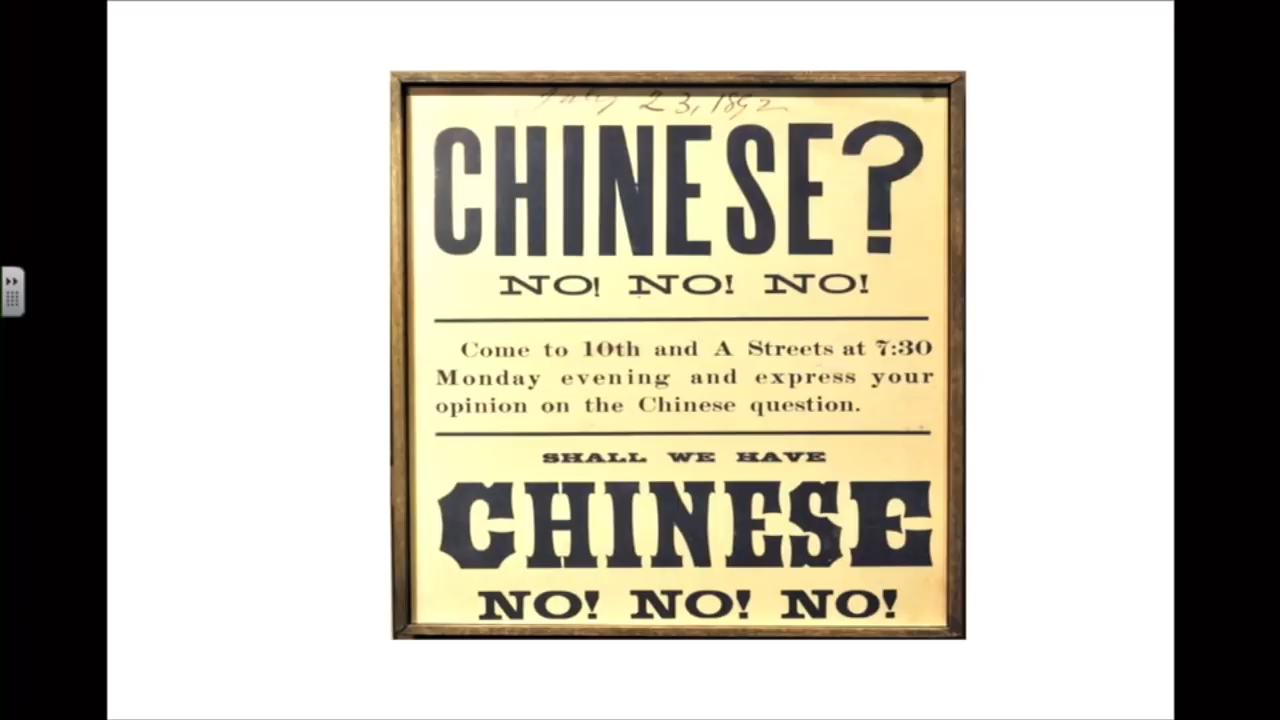 July 23, 1892
CHINESE?
NO! NO! NO!
Come to 10th and A Streets at 7:30
Monday evening and express your
opinion on the Chinese question.
SHALL WE HAVE
CHINESE
NO! NO! NO!